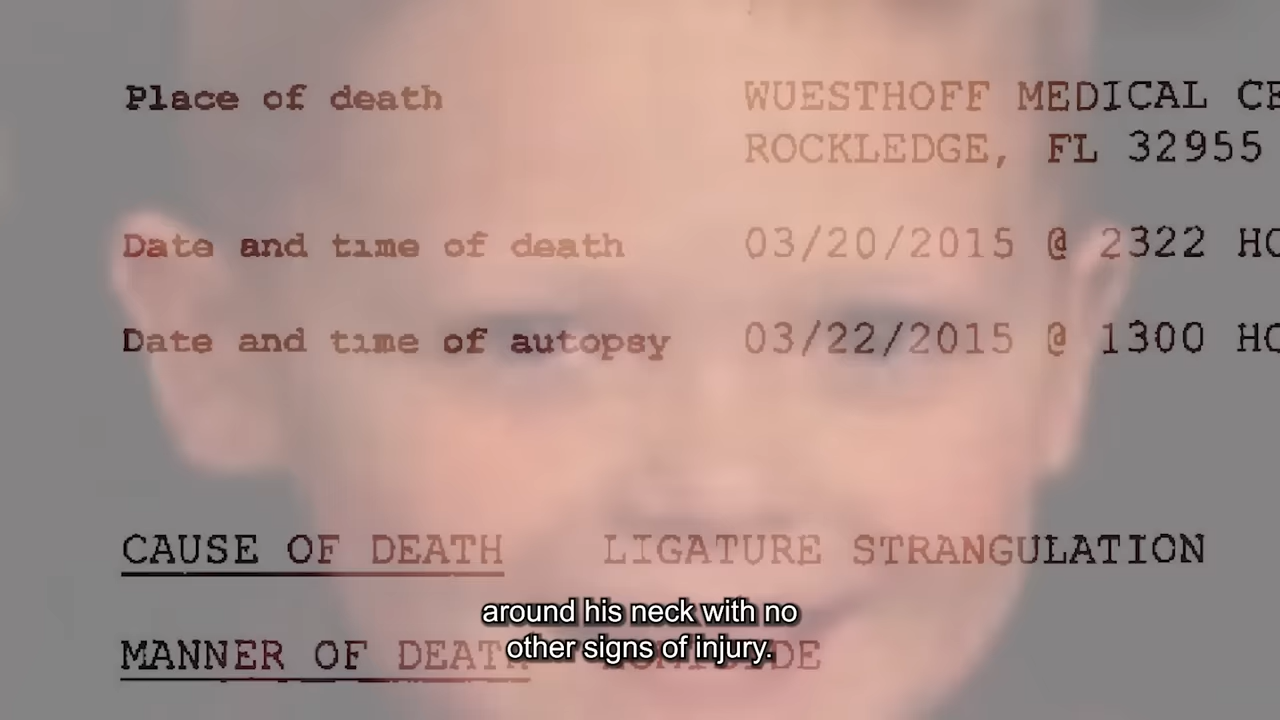 Place of death WUESTHOFF MEDICAL CE
ROCKLEDGE, FL 32955
Date and time of death 03/20/2015 @ 2322 HO
Date and time of autopsy 03/22/2015 @ 1300 HO
CAUSE OF DEATH LIGATURE STRANGULATION
around his neck with no
other signs of injury.
MANNER OF DEATH HOMICIDE